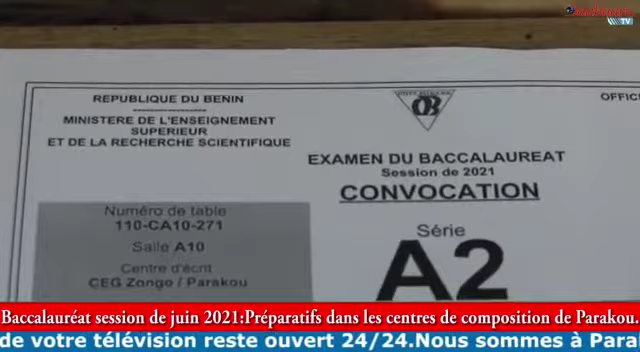 REPUBLIQUE DU BENIN
MINISTERE DE L'ENSEIGNEMENT
SUPERIEUR
ET DE LA RECHERCHE SCIENTIFIQUE
OB
OFFIC
EXAMEN DU BACCALAUREAT
Session de 2021
CONVOCATION
Numéro de table
110-CA10-271
Salle A10
Centre d'écrit
CEG Zongo / Parakou
Série
A2
Baccalauréat session de juin 2021:Préparatifs dans les centres de composition de Parakou.
de votre télévision reste ouvert 24/24.Nous sommes à Para
TV